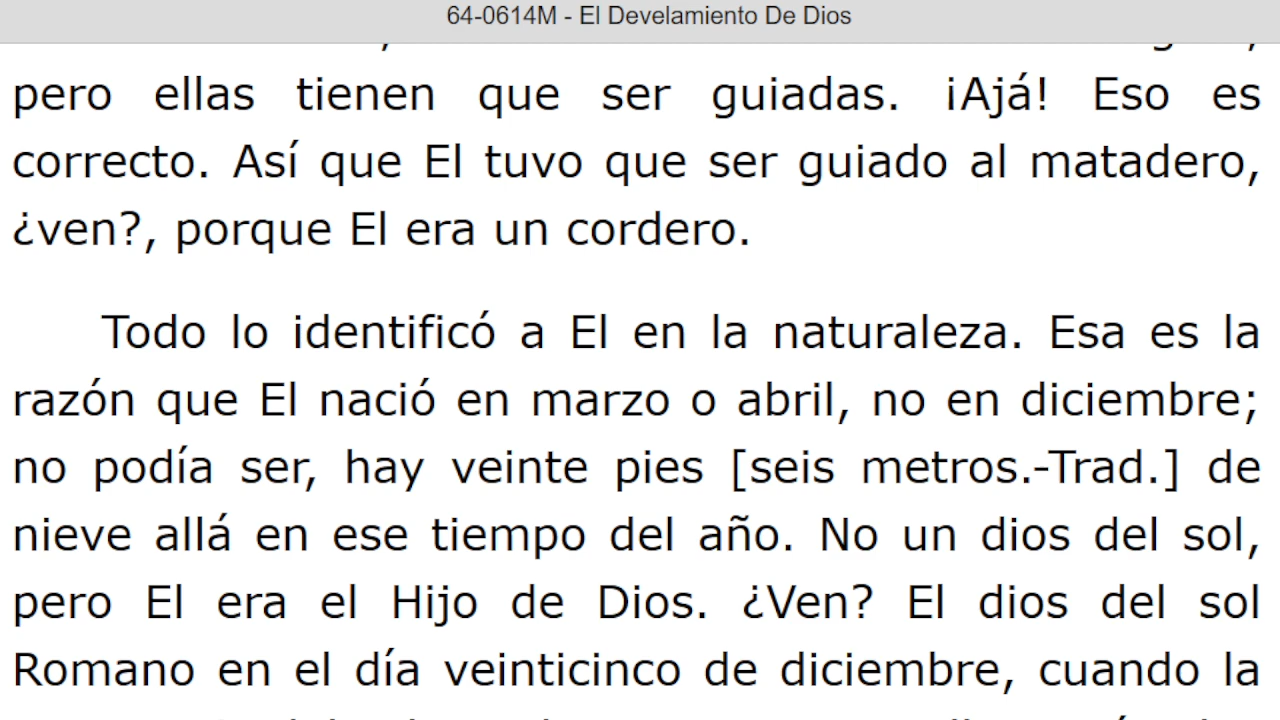 64-0614M - El Develamiento De Dios
pero ellas tienen que ser guiadas. ¡Ajá! Eso es
correcto. Así que El tuvo que ser guiado al matadero,
¿ven?, porque El era un cordero.
Todo lo identificó a El en la naturaleza. Esa es la
razón que El nació en marzo o abril, no en diciembre;
no podía ser, hay veinte pies [seis metros.-Trad.] de
nieve allá en ese tiempo del año. No un dios del sol,
pero El era el Hijo de Dios. ¿Ven? El dios del sol
Romano en el día veinticinco de diciembre, cuando la